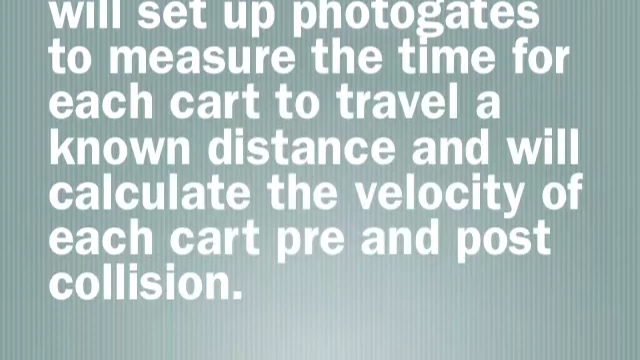 will set up photogates
to measure the time for
each cart to travel a
known distance and will
calculate the velocity of
each cart pre and post
collision.